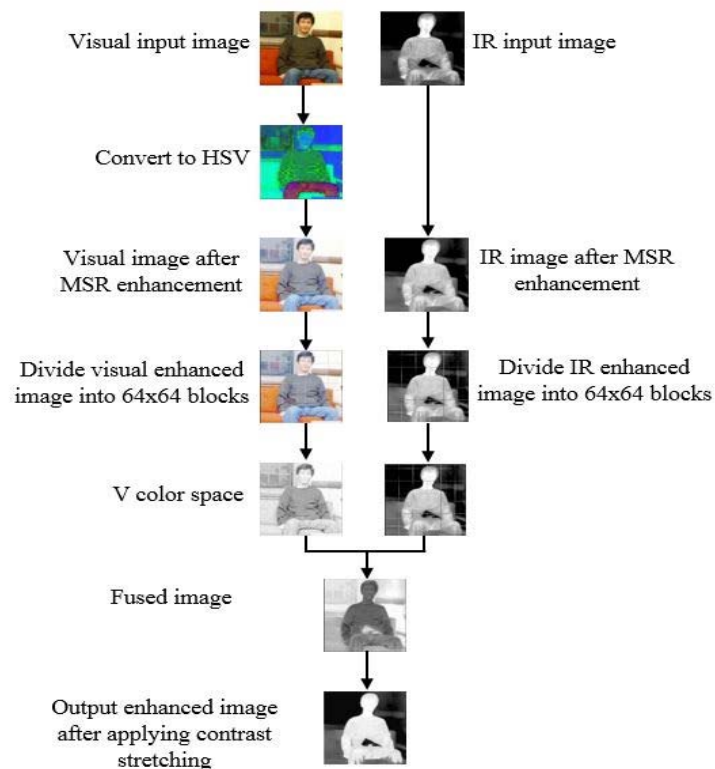 Visual input image
IR input image
Convert to HSV
Visual image after
MSR enhancement
IR image after MSR
enhancement
Divide visual enhanced
image into 64x64 blocks
Divide IR enhanced
image into 64x64 blocks
V color space
Fused image
Output enhanced image
after applying contrast
stretching